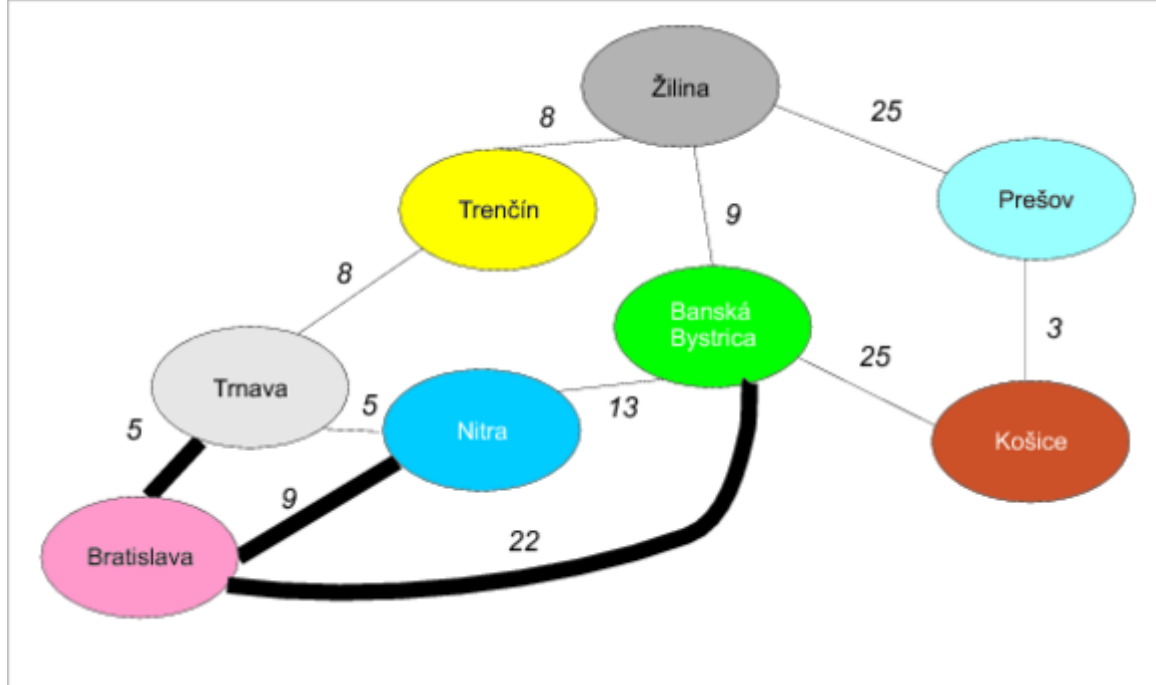 Žilina
25
8
Prešov
Trenčín
9
8
Banská
Bystrica
3
25
Trnava
5
13
5
Nitra
Košice
9
22
Bratislava